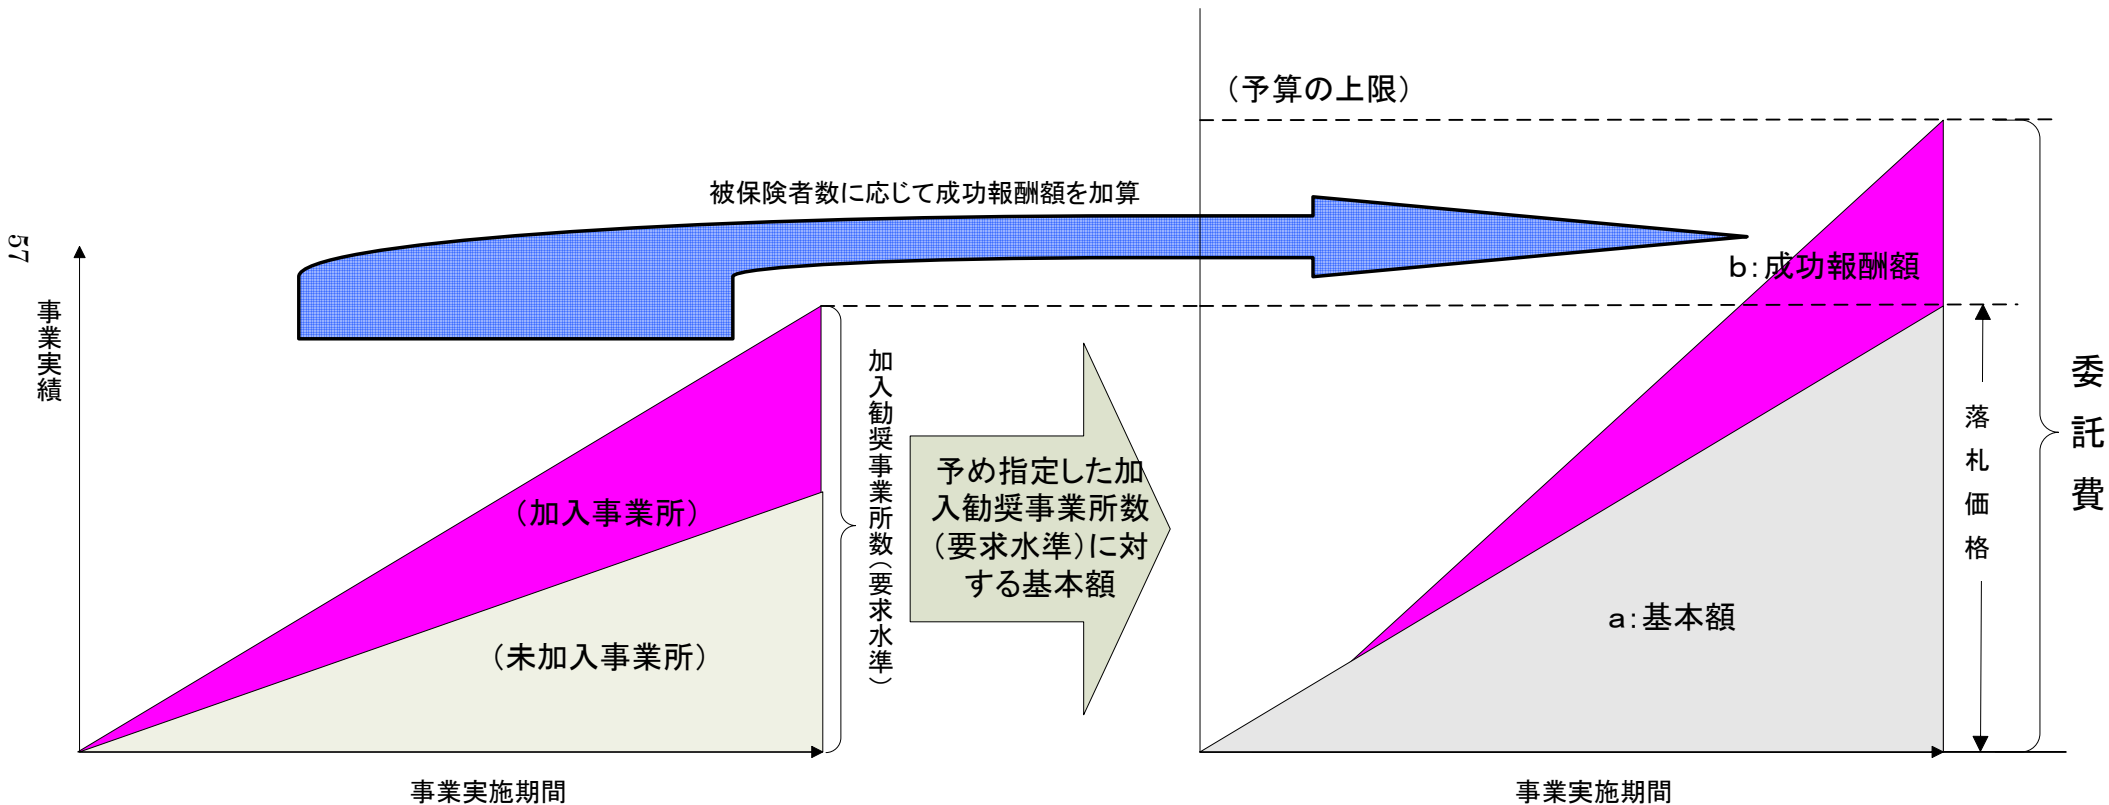 （予算の上限）
被保険者数に応じて成功報酬額を加算
57
事業実績
b:成功報酬額
加入勧奨事業所数（要求水準）
委託費
落札価格
予め指定した加
入勧奨事業所数
（要求水準）に対
する基本額
（加入事業所）
（未加入事業所）
a:基本額
事業実施期間
事業実施期間